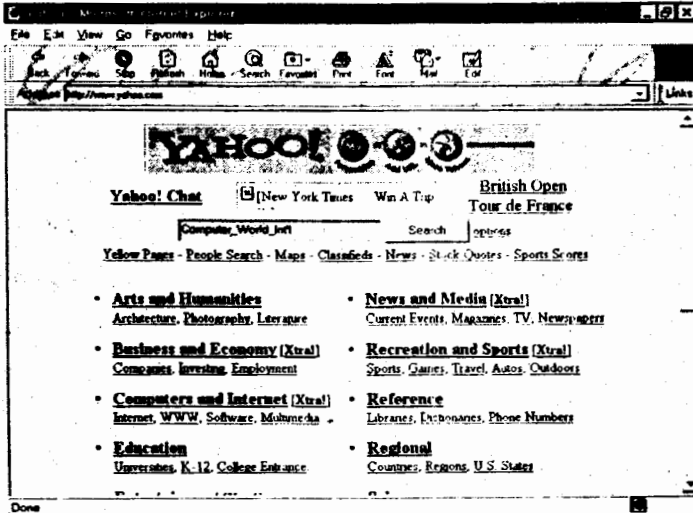 Microsoft Internet Explorer
File Edit View Go Favorites Help
Back Forward Stop Refresh Home Search Favorites Print Font Mail Edit
Address http://www.yahoo.com Links
YAHOO!
Yahoo! Chat [New York Times Win A Trip British Open
Tour de France
Computer_World_Int'l Search options
Yellow Pages - People Search - Maps - Classifieds - News - Stock Quotes - Sports Scores
• Arts and Humanities • News and Media [Xtra!]
Architecture, Photography, Literature Current Events, Magazines, TV, Newspapers
• Business and Economy [Xtra!] • Recreation and Sports [Xtra!]
Companies, Investing, Employment Sports, Games, Travel, Autos, Outdoors
• Computers and Internet [Xtra!] • Reference
Internet, WWW, Software, Multimedia Libraries, Dictionaries, Phone Numbers
• Education • Regional
Universities, K-12, College Entrance Countries, Regions, U.S. States
Done